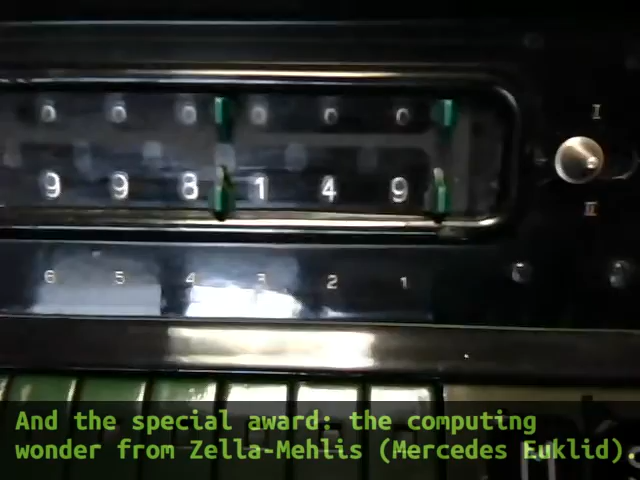 0 0 0 0 0 0
I
9 9 8 1 4 9
II
6 5 4 3 2 1
And the special award: the computing
wonder from Zella-Mehlis (Mercedes Euklid).